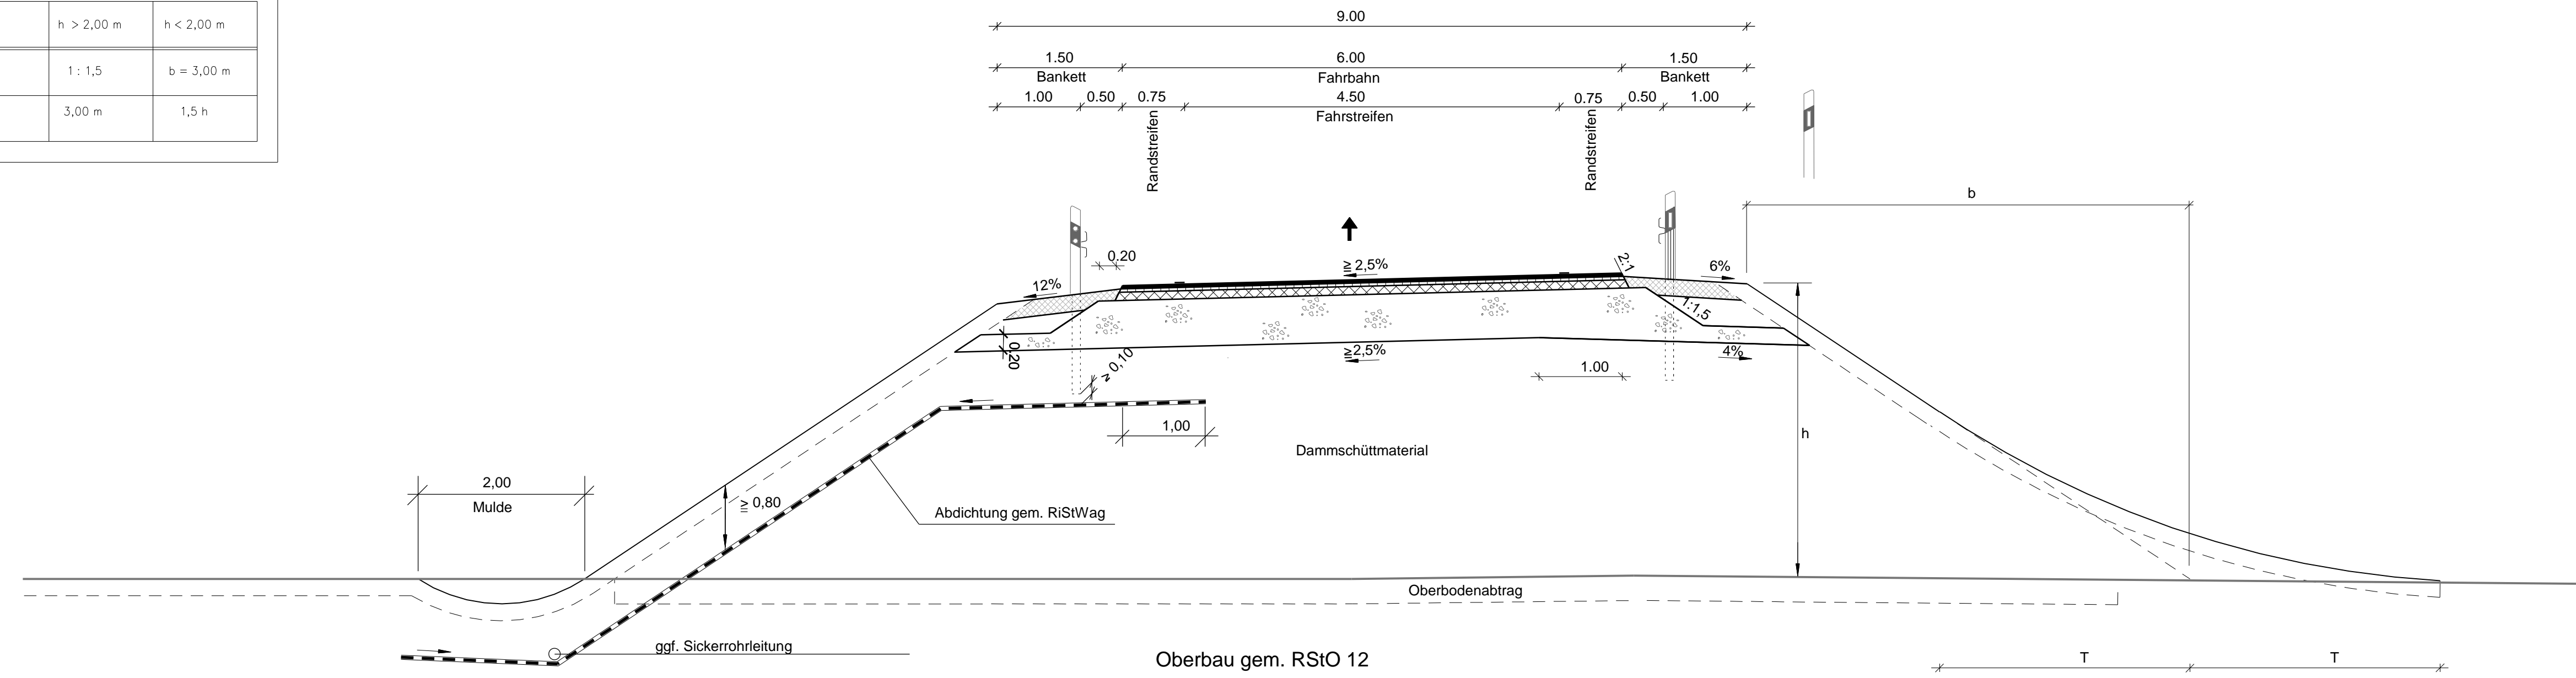 h > 2,00 m h < 2,00 m
1 : 1,5 b = 3,00 m
3,00 m 1,5 h
9.00
1.50 6.00 1.50
Bankett Fahrbahn Bankett
1.00 0.50 0.75 4.50 0.75 0.50 1.00
Fahrstreifen
Randstreifen Randstreifen
b
0.20
12% ≧ 2,5% 2:1 6%
1:1,5
0.20 ≧2,5% 4%
≥ 0,10
1.00
1,00
h
Dammschüttmaterial
2,00
Mulde
≧ 0,80
Abdichtung gem. RiStWag
Oberbodenabtrag
ggf. Sickerrohrleitung
Oberbau gem. RStO 12
T T